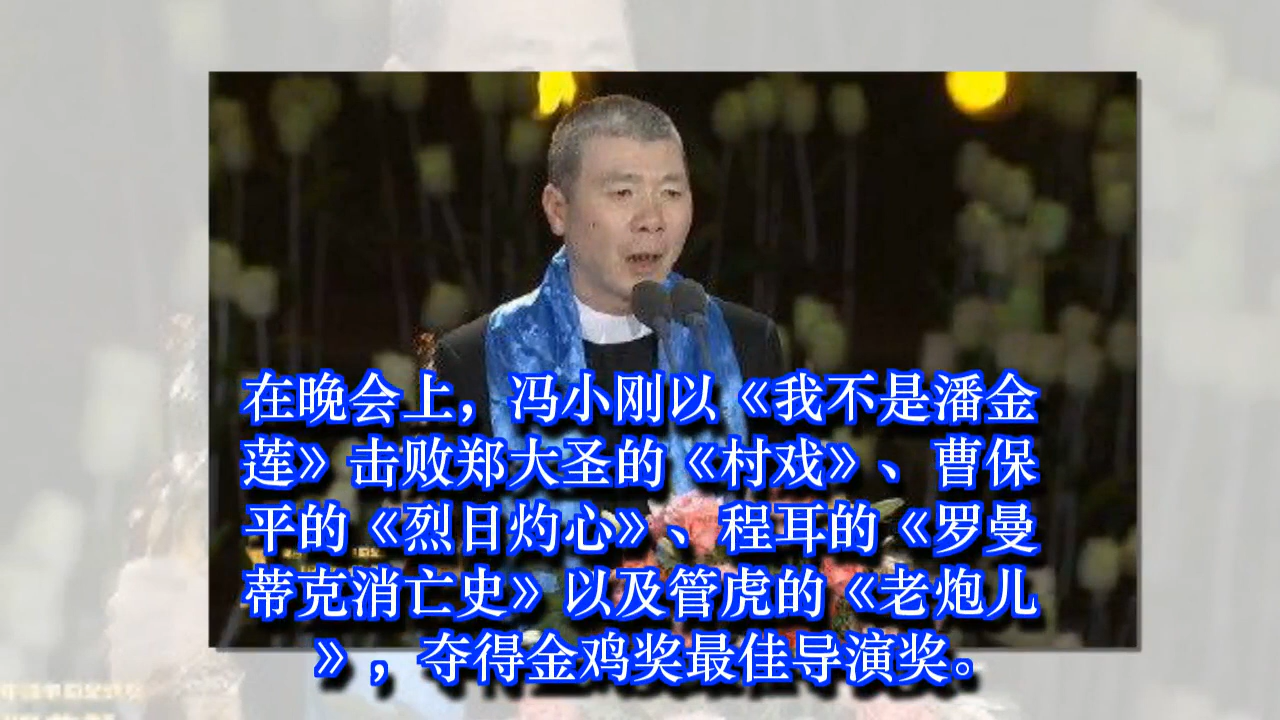 在晚会上，冯小刚以《我不是潘金
莲》击败郑大圣的《村戏》、曹保
平的《烈日灼心》、程耳的《罗曼
蒂克消亡史》以及管虎的《老炮儿
》，夺得金鸡奖最佳导演奖。